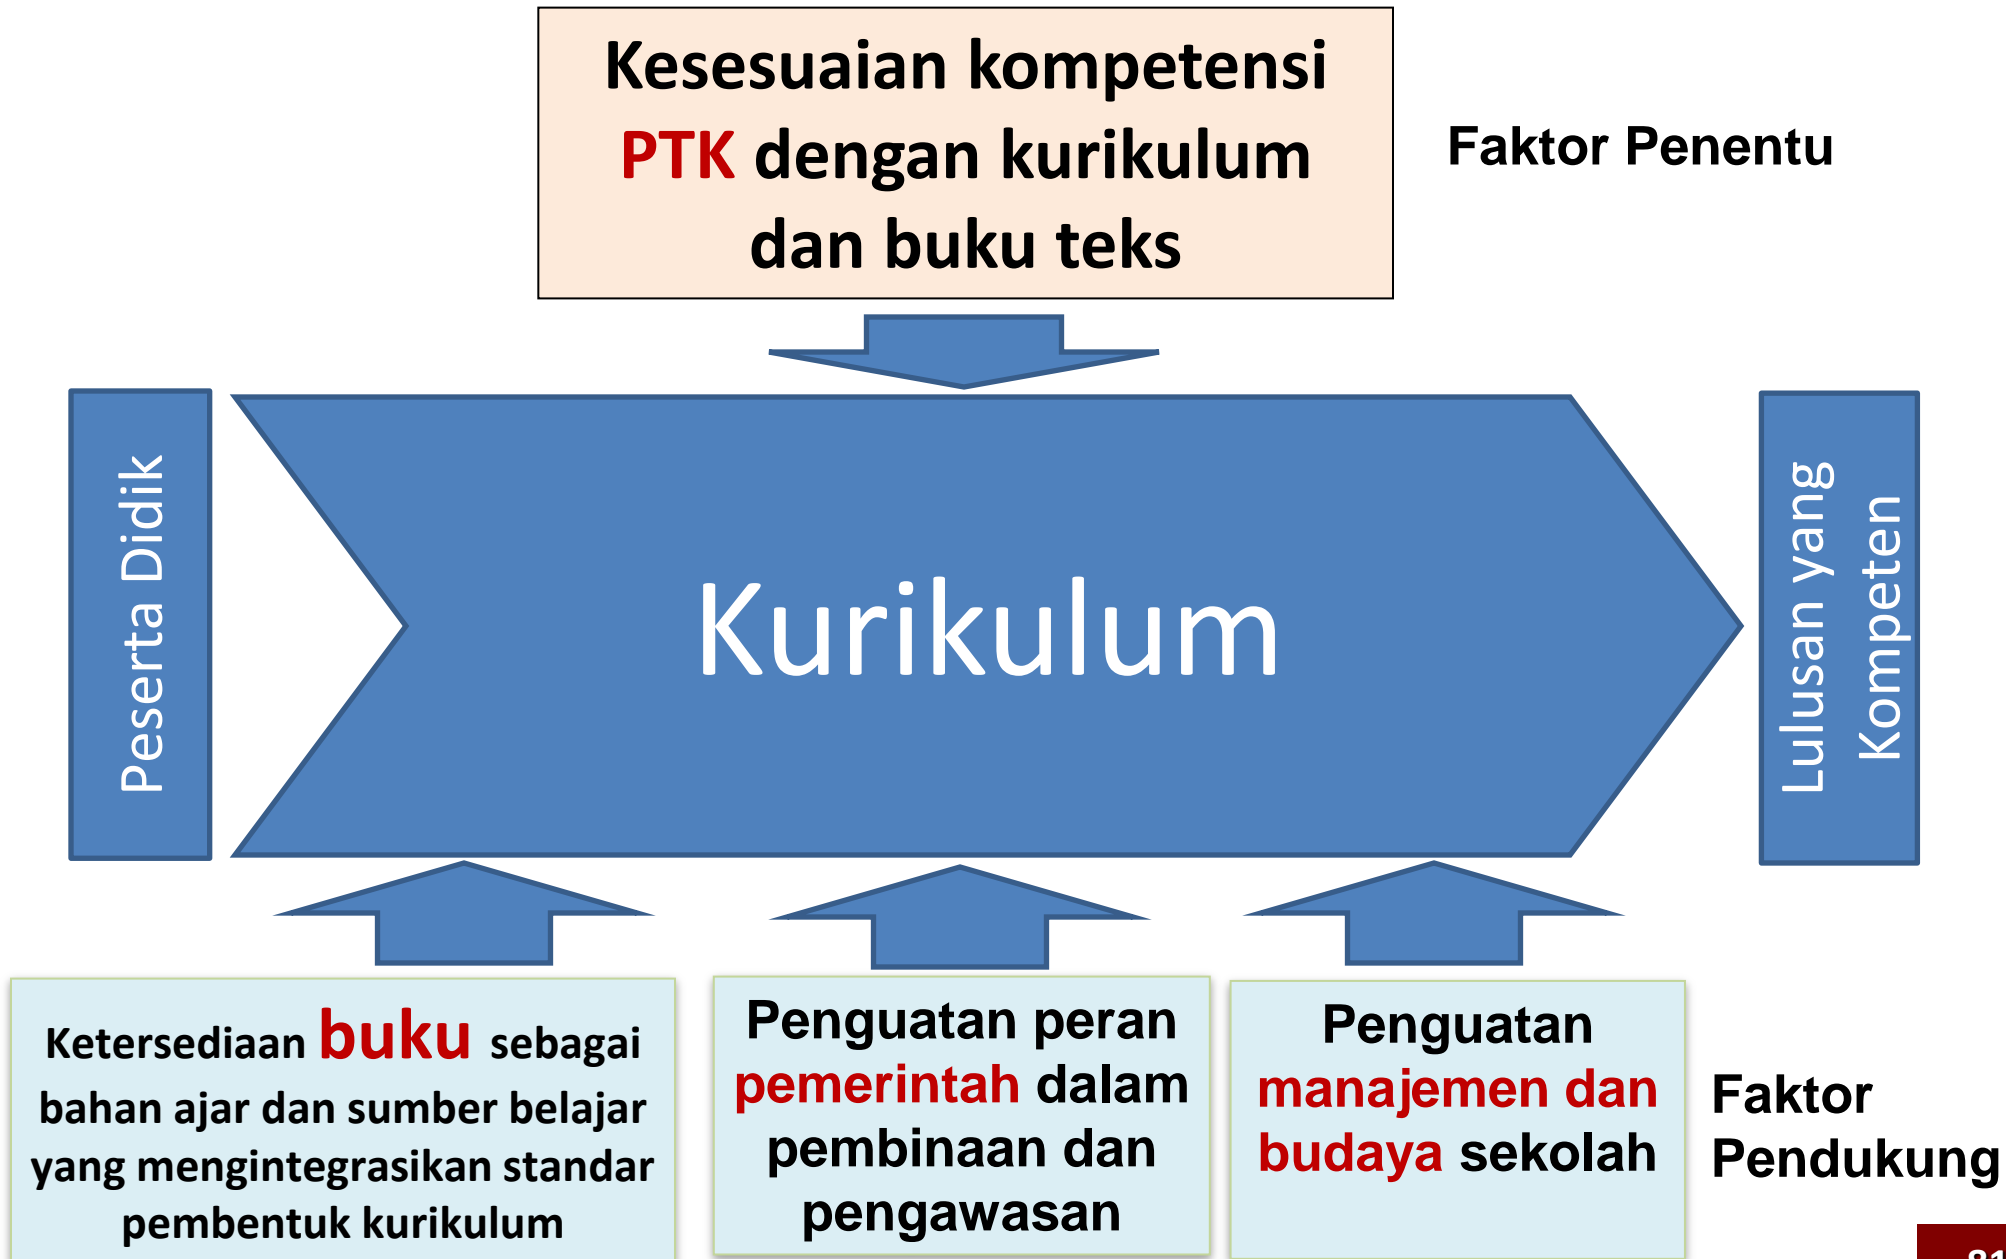 Kesesuaian kompetensi
PTK dengan kurikulum
dan buku teks
Faktor Penentu
Peserta Didik
Kurikulum
Lulusan yang
Kompeten
Ketersediaan buku sebagai
bahan ajar dan sumber belajar
yang mengintegrasikan standar
pembentuk kurikulum
Penguatan peran
pemerintah dalam
pembinaan dan
pengawasan
Penguatan
manajemen dan
budaya sekolah
Faktor
Pendukung